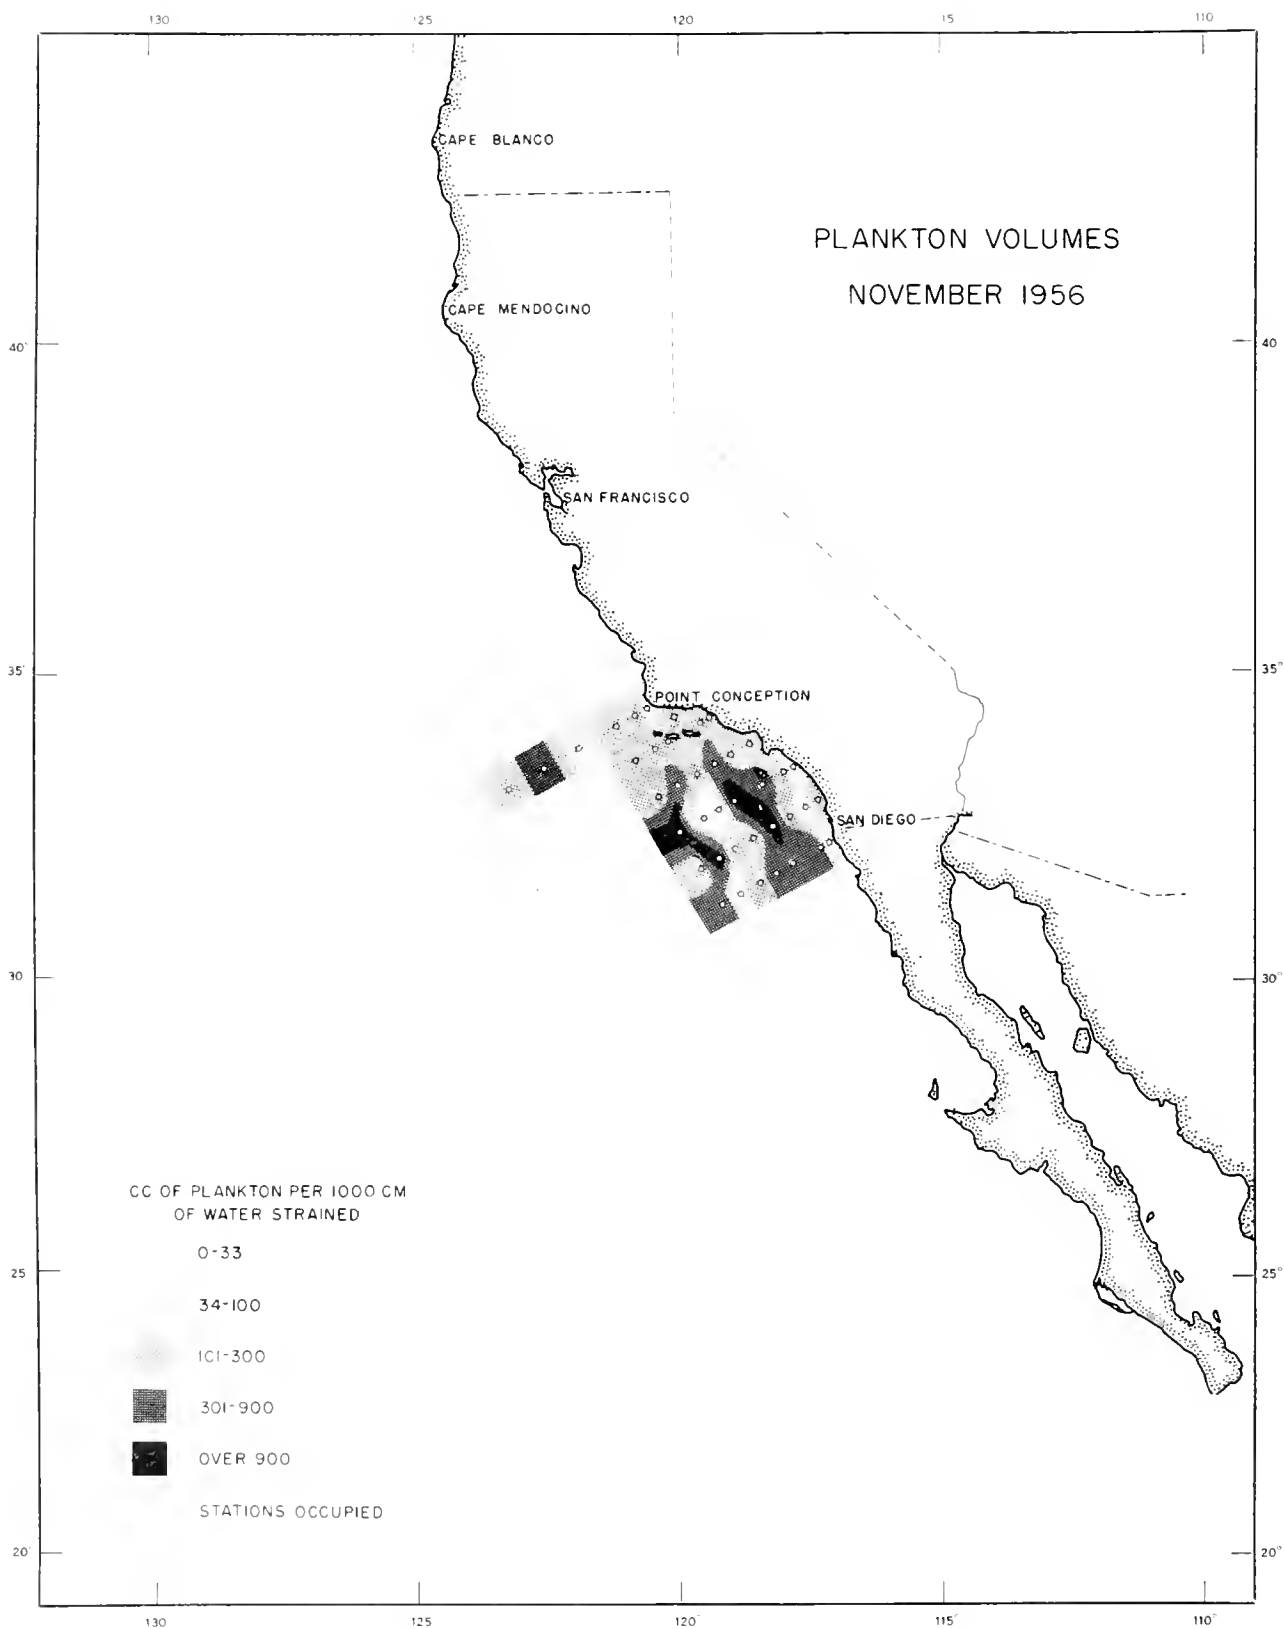 130 125 120 15 110
CAPE BLANCO
PLANKTON VOLUMES
NOVEMBER 1956
CAPE MENDOCINO
40° 40
SAN FRANCISCO
35° 35°
POINT CONCEPTION
SAN DIEGO
30 30°
CC OF PLANKTON PER 1000 CM
OF WATER STRAINED
0-33
25 25°
34-100
101-300
301-900
OVER 900
STATIONS OCCUPIED
20° 20°
130 125 120° 115° 110°